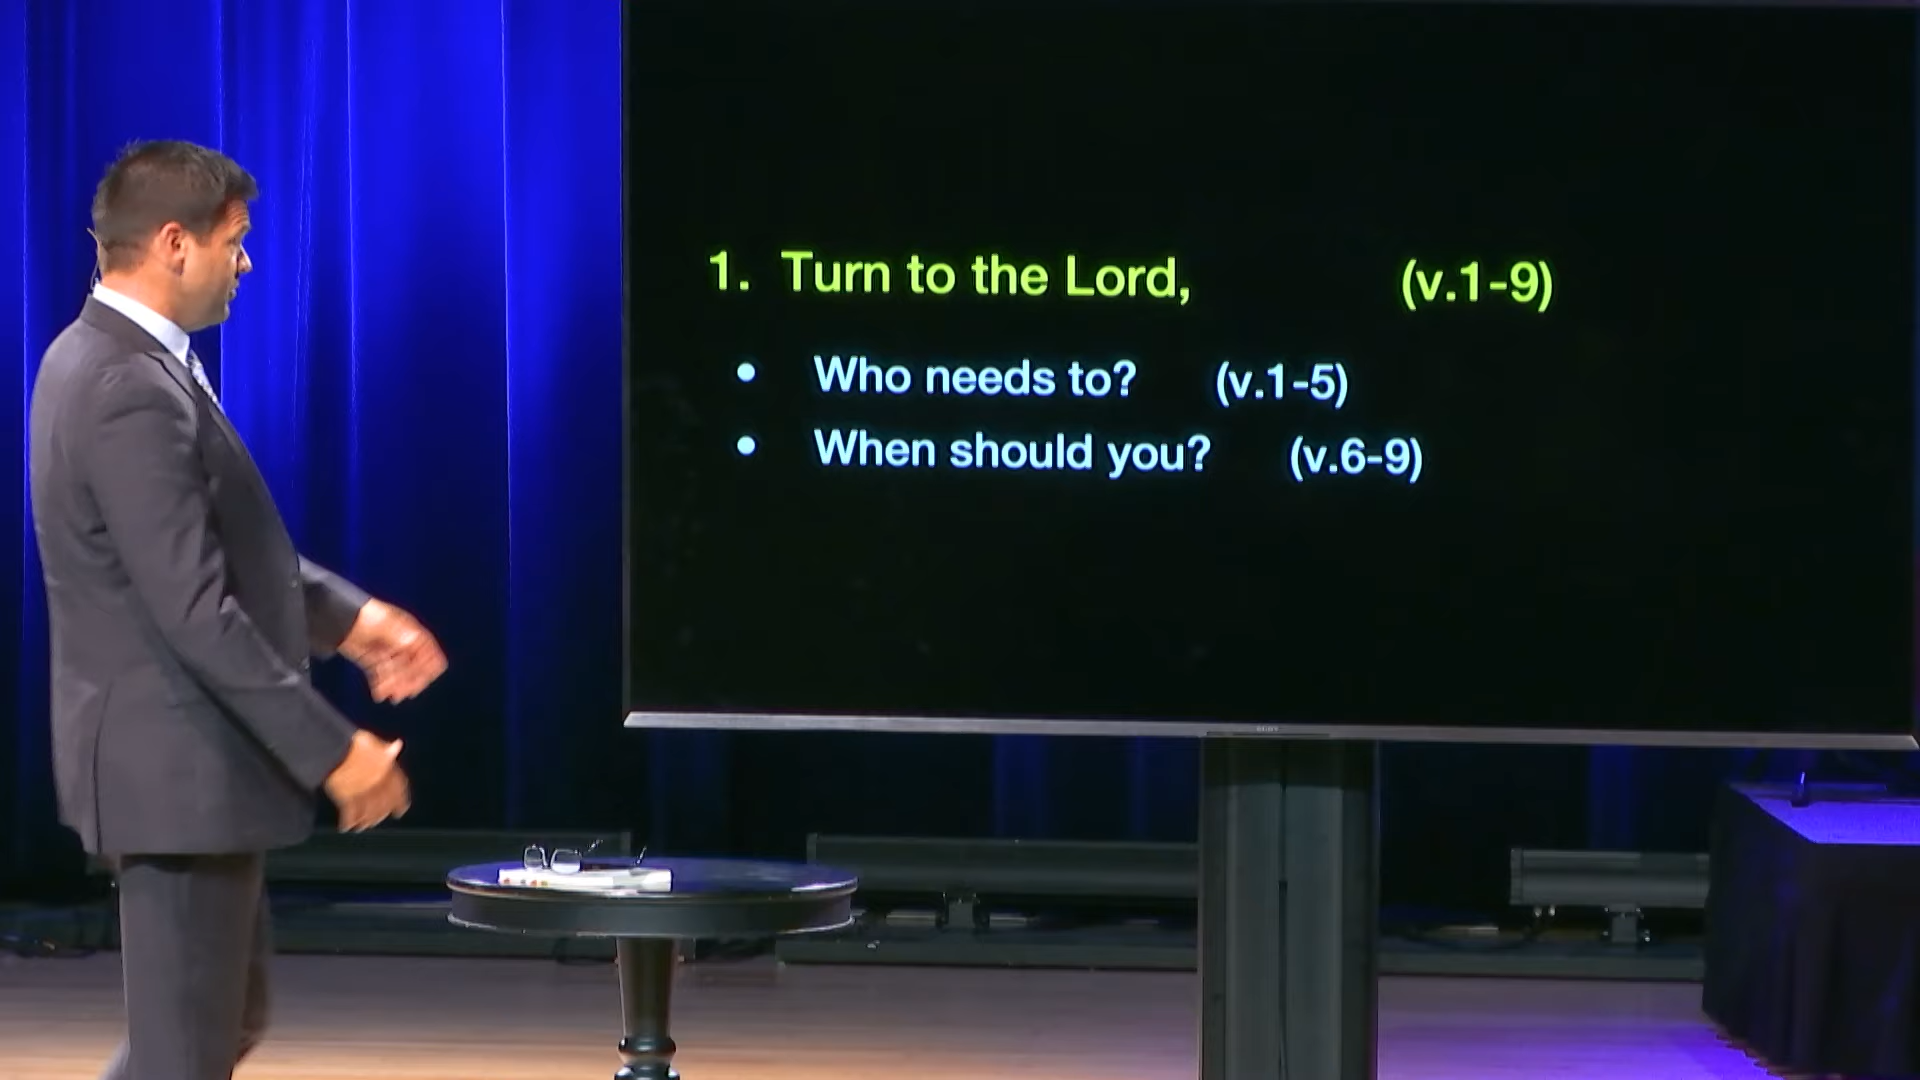 1. Turn to the Lord, (v.1-9)
• Who needs to? (v.1-5)
• When should you? (v.6-9)